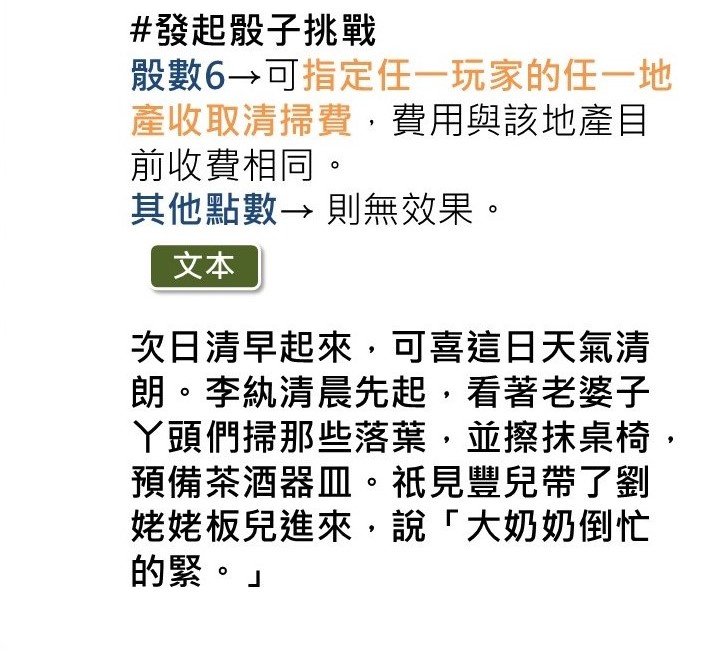 #發起骰子挑戰
骰數6→可指定任一玩家的任一地
產收取清掃費，費用與該地產目
前收費相同。
其他點數→ 則無效果。
文本
次日清早起來，可喜這日天氣清
朗。李紈清晨先起，看著老婆子
丫頭們掃那些落葉，並擦抹桌椅，
預備茶酒器皿。祇見豐兒帶了劉
姥姥板兒進來，說「大奶奶倒忙
的緊。」